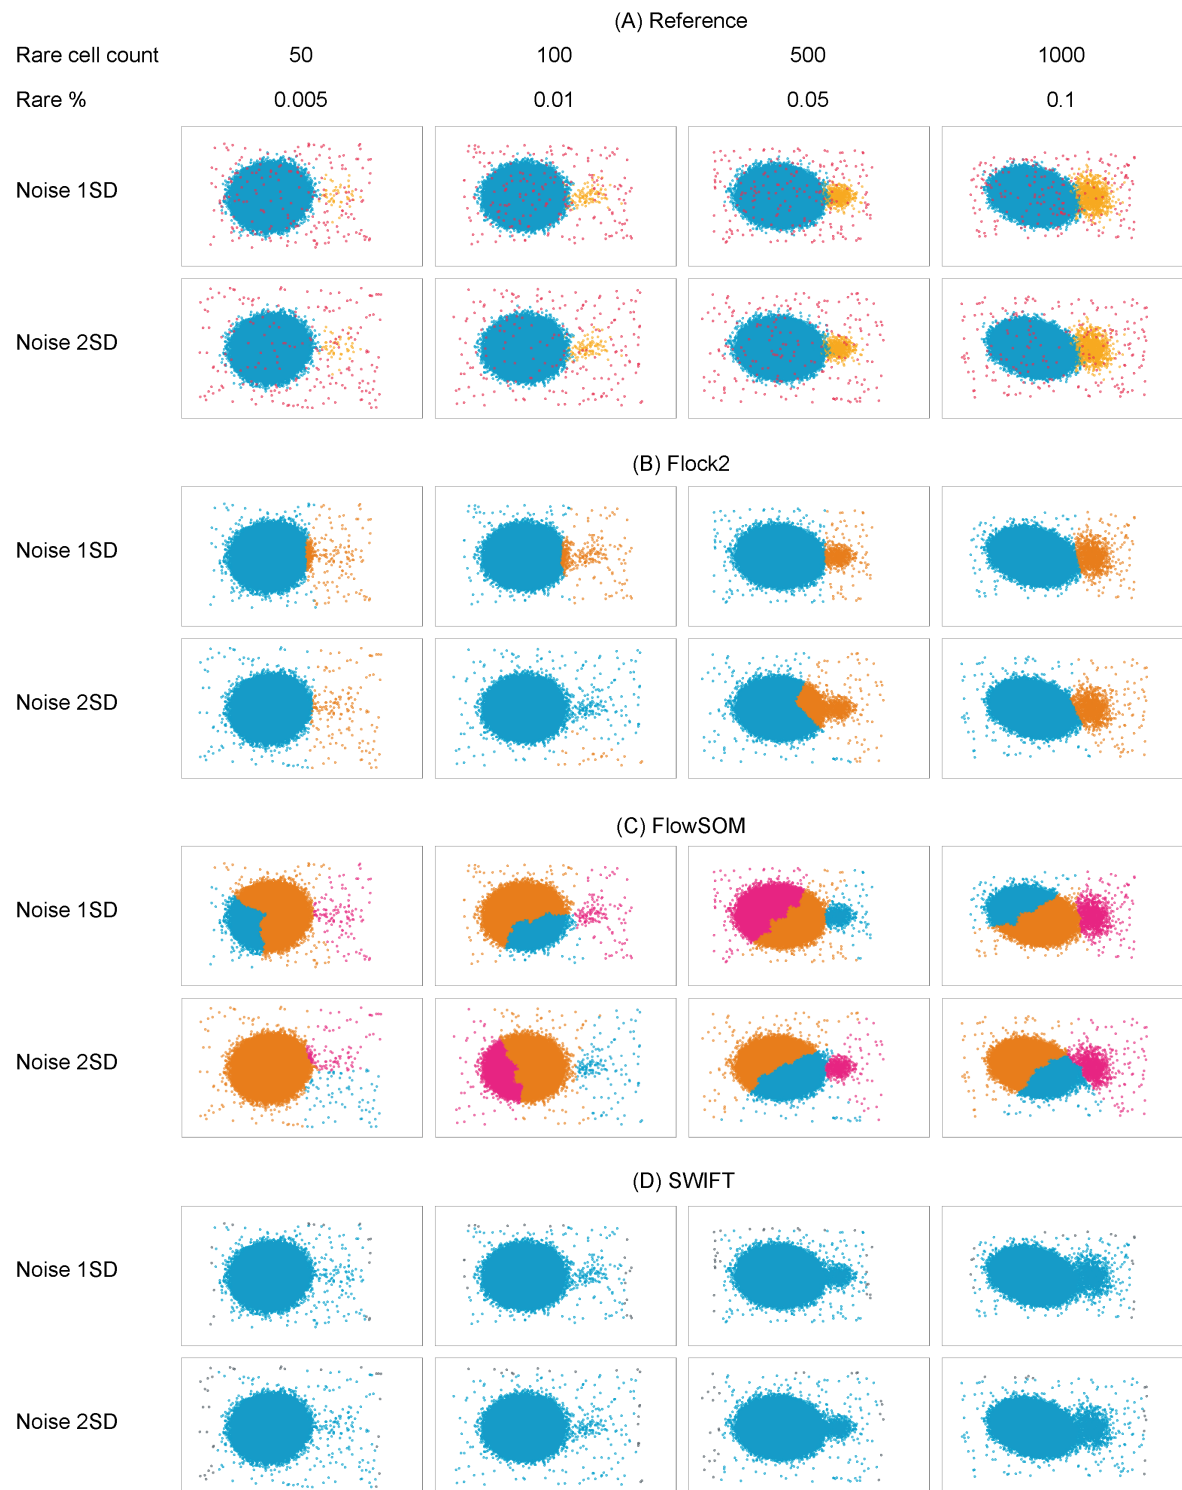 (A) Reference
Rare cell count 50 100 500 1000
Rare % 0.005 0.01 0.05 0.1
Noise 1SD
Noise 2SD
(B) Flock2
Noise 1SD
Noise 2SD
(C) FlowSOM
Noise 1SD
Noise 2SD
(D) SWIFT
Noise 1SD
Noise 2SD